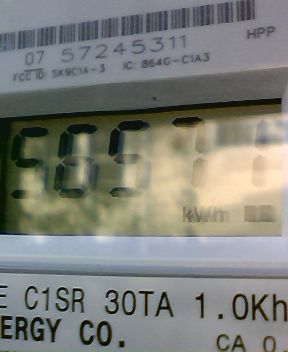 HPP
07 57245311
FCC ID: SK9C1A-3 IC: 864G-C1A3
kWh
E C1SR 30TA 1.0Kh
ERGY CO. CA 0.